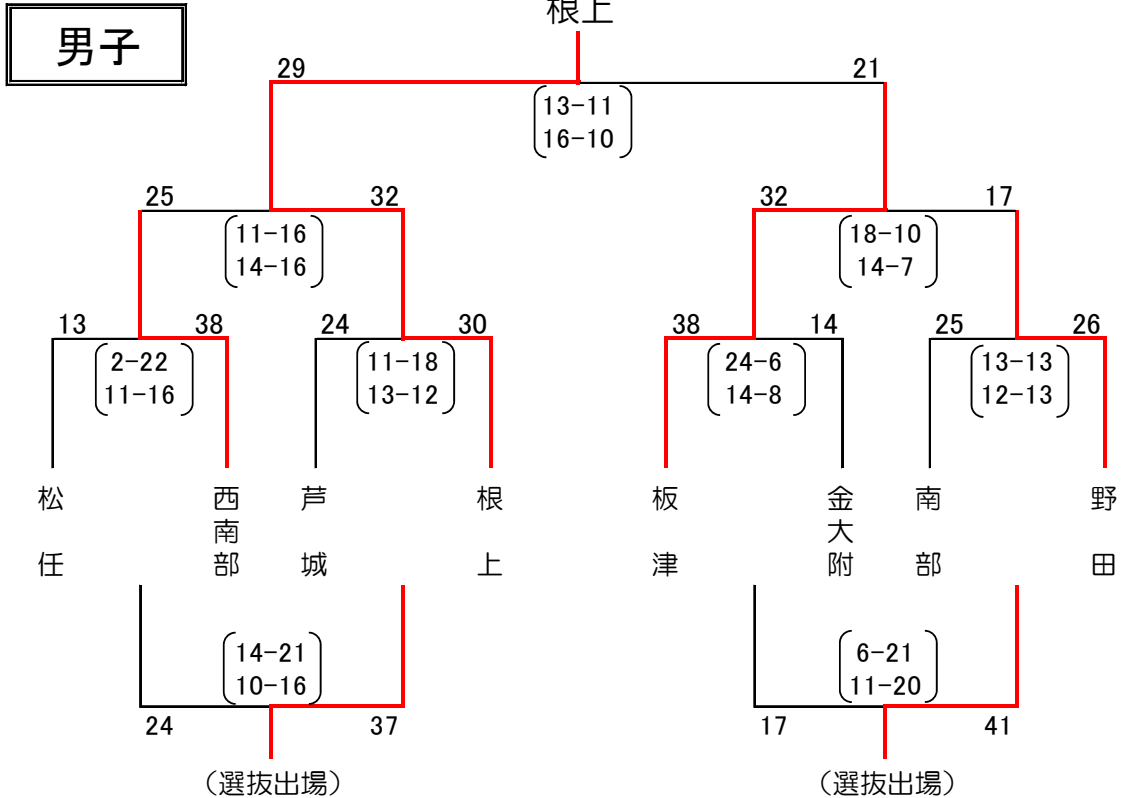 根上
男子
29 21
13-11
16-10
25 32 32 17
11-16
14-16
18-10
14-7
13 38 24 30 38 14 25 26
2-22
11-16
11-18
13-12
24-6
14-8
13-13
12-13
松任
西南部
芦城
根上
板津
金大附
南部
野田
14-21
10-16
6-21
11-20
24 37 17 41
（選抜出場） （選抜出場）